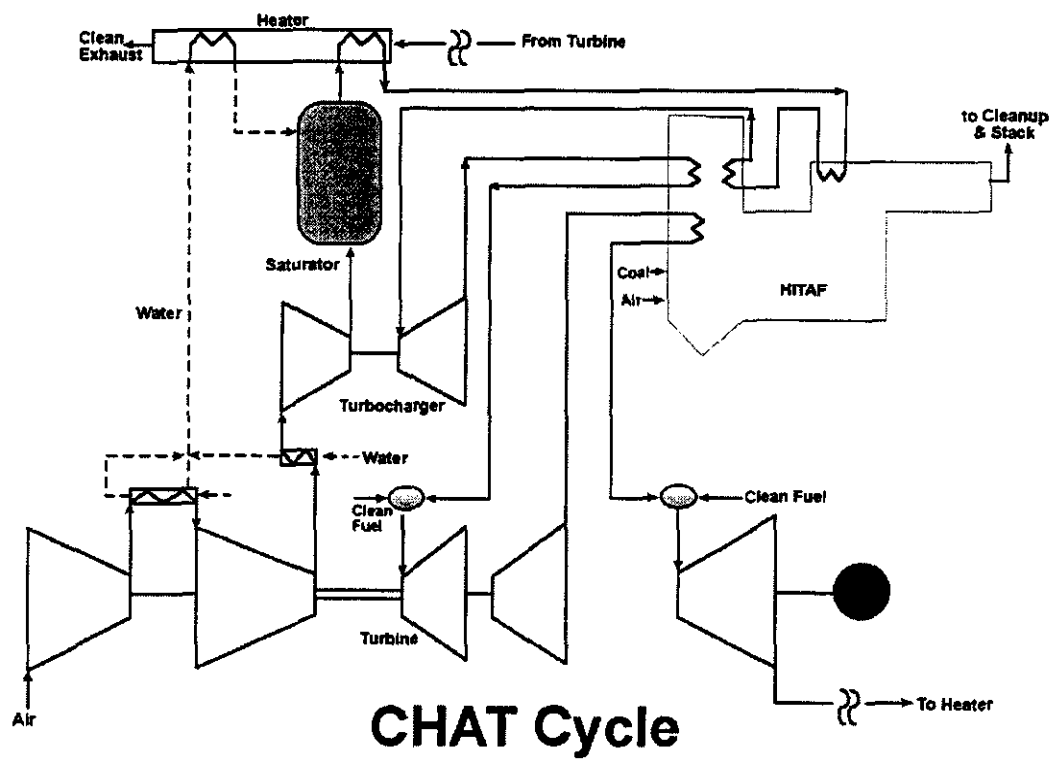 Heater
Clean
Exhaust
From Turbine
to Cleanup
& Stack
Saturator
Coal
Air
HITAF
Water
Turbocharger
Water
Clean
Fuel
Clean Fuel
Turbine
Air
To Heater
CHAT Cycle